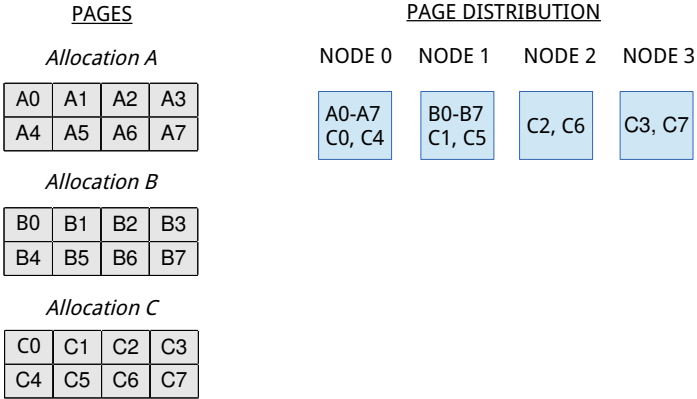 PAGES
Allocation A
A0 A1 A2 A3
A4 A5 A6 A7
Allocation B
B0 B1 B2 B3
B4 B5 B6 B7
Allocation C
C0 C1 C2 C3
C4 C5 C6 C7
PAGE DISTRIBUTION
NODE 0 NODE 1 NODE 2 NODE 3
A0-A7
C0, C4
B0-B7
C1, C5
C2, C6
C3, C7